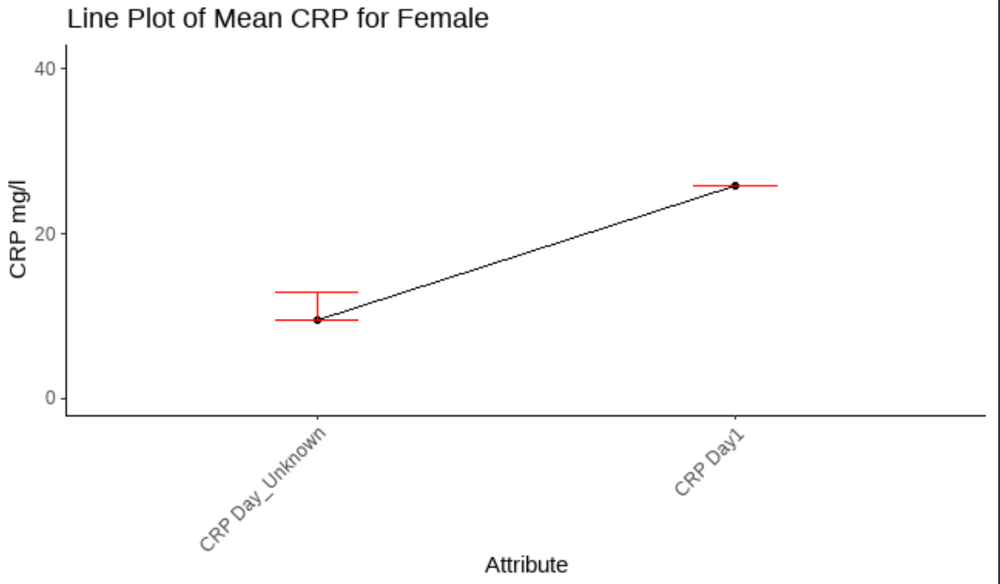 Line Plot of Mean CRP for Female
40
20
0
CRP mg/l
CRP Day_Unknown
CRP Day1
Attribute